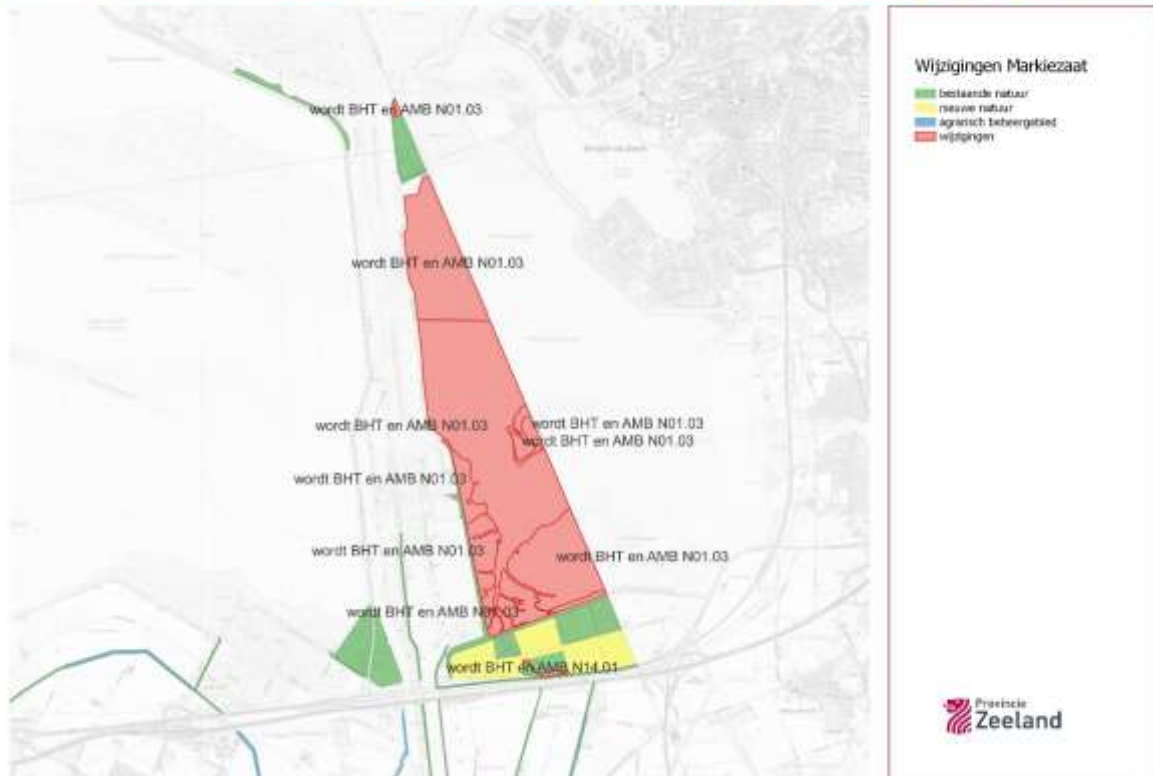 wordt BHT en AMB N01.03
wordt BHT en AMB N01.03
wordt BHT en AMB N01.03
wordt BHT en AMB N01.03
wordt BHT en AMB N01.03
wordt BHT en AMB N01.03
wordt BHT en AMB N01.03
wordt BHT en AMB N01.03
wordt BHT en AMB N01.03
wordt BHT en AMB N14.01
Wijzigingen Markiezaat
bestaande natuur
nieuwe natuur
agrarisch beheergebied
wijzigingen
Provincie
Zeeland